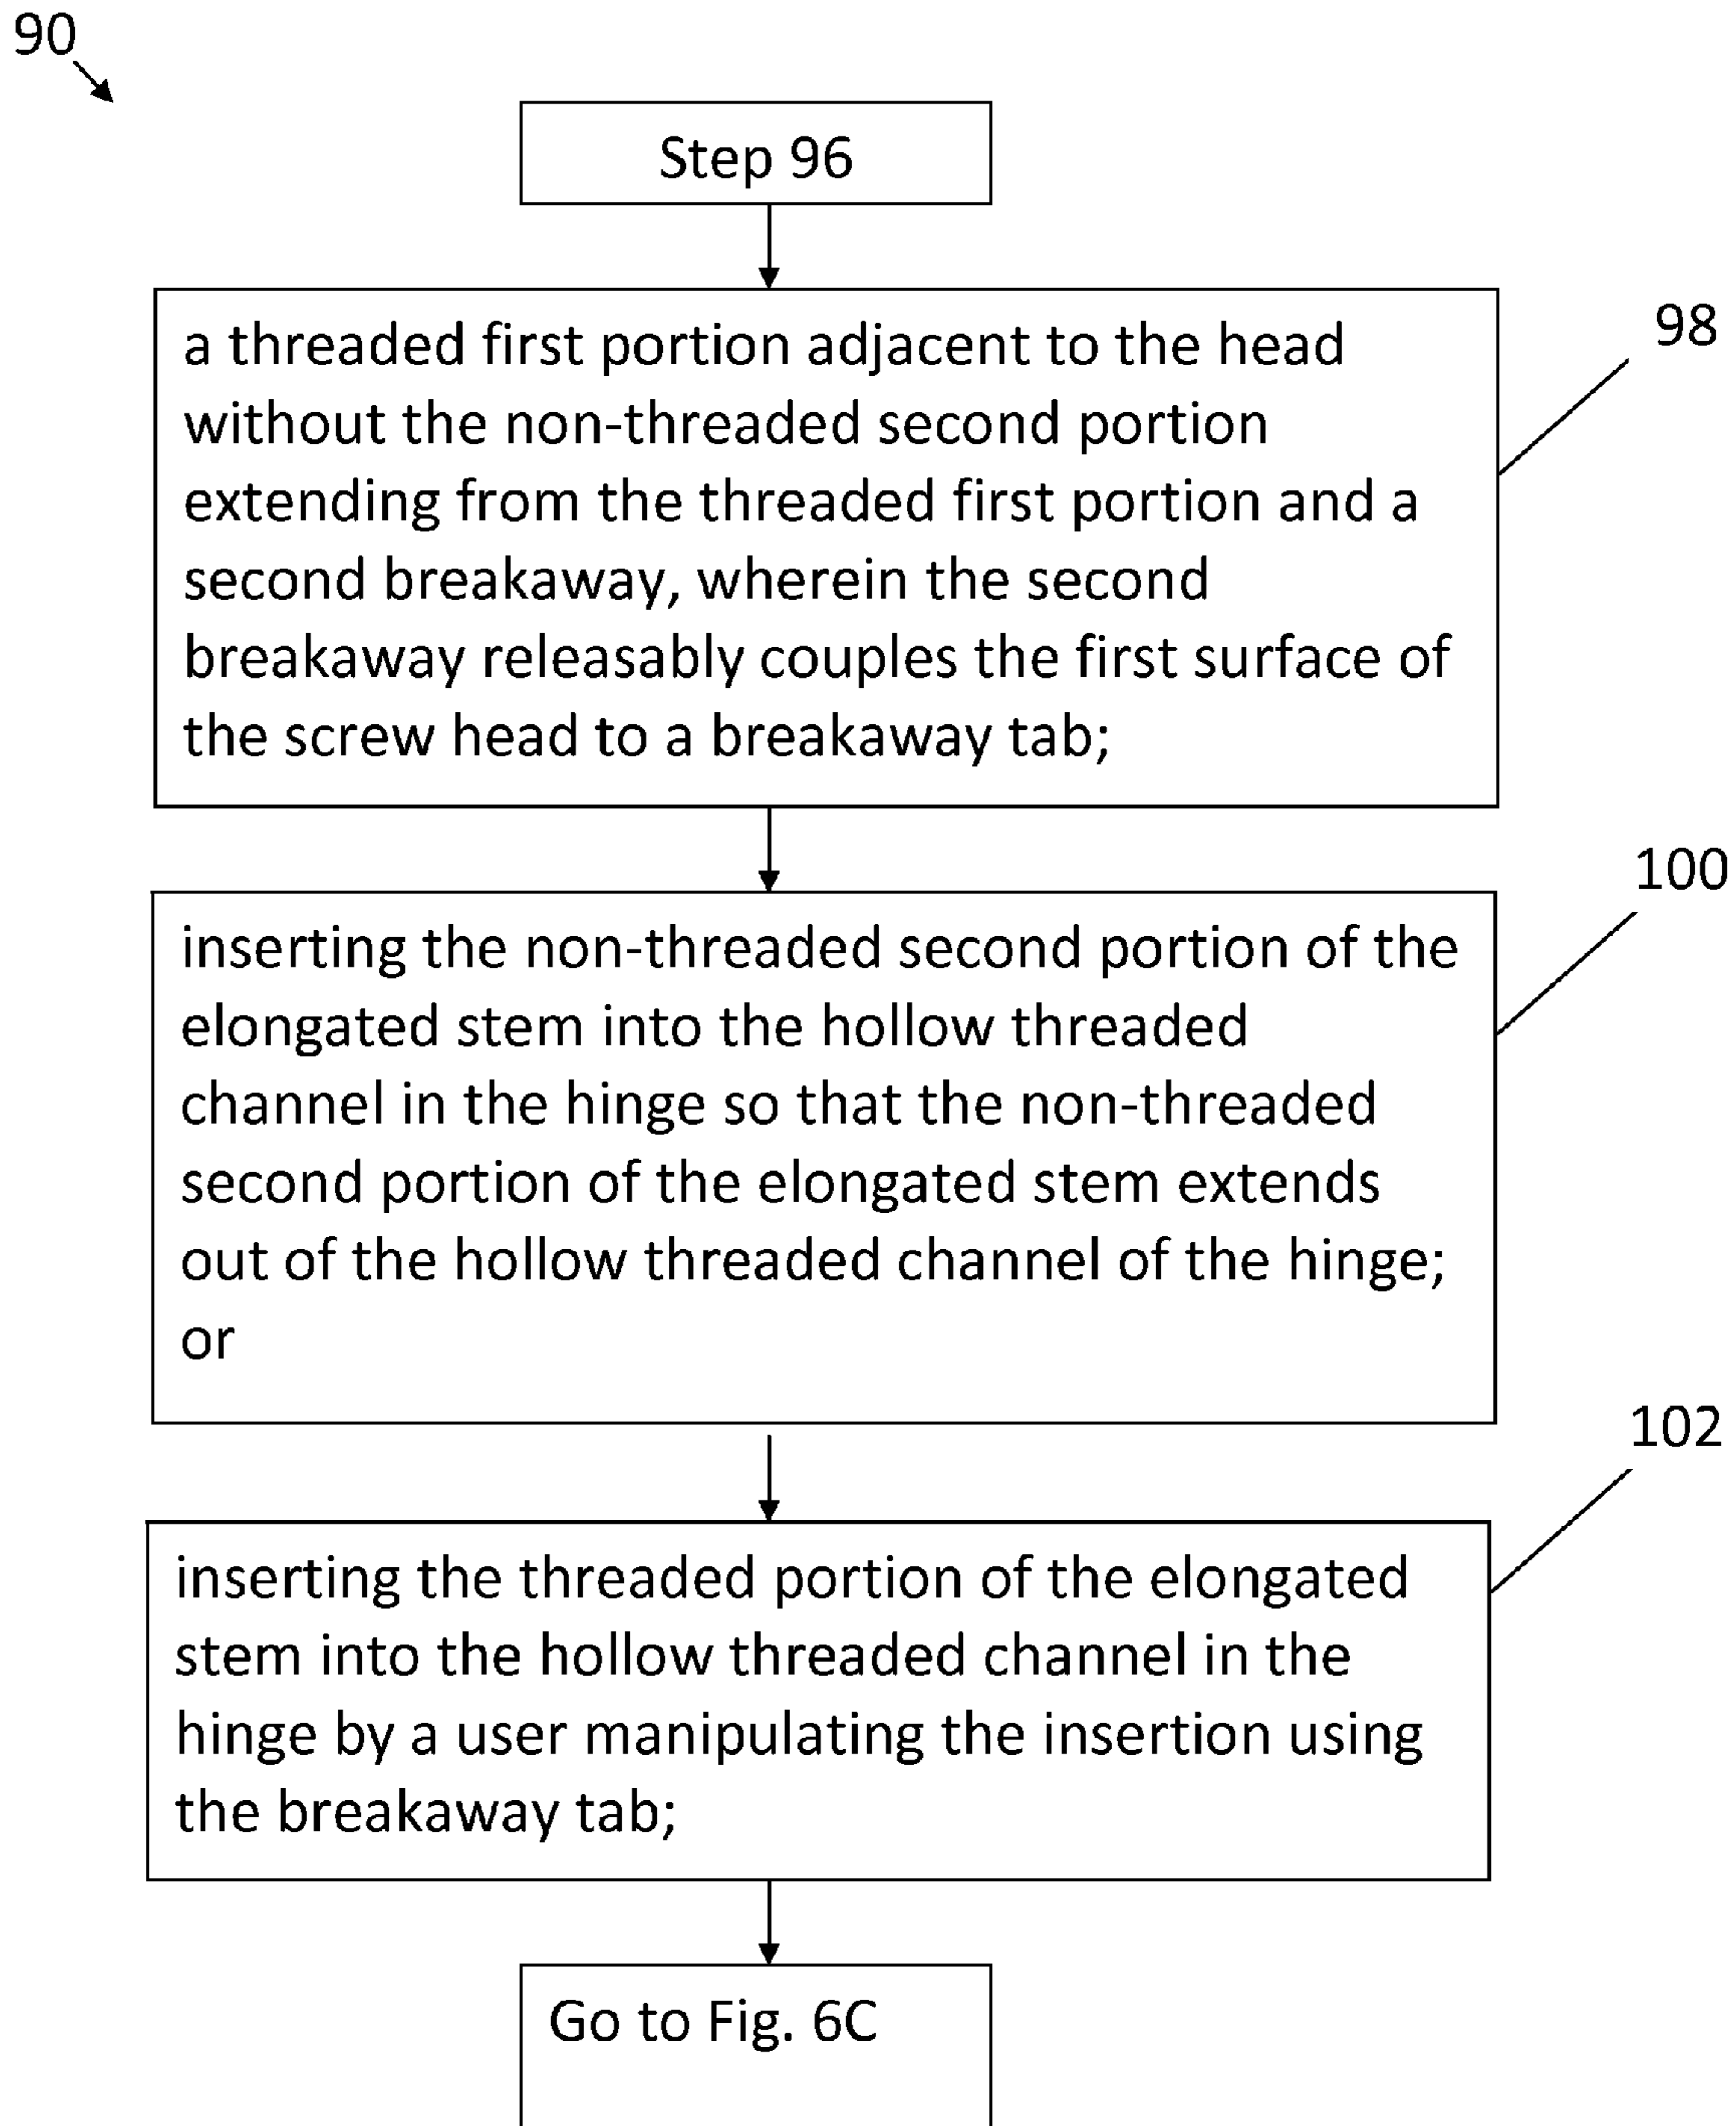 90
Step 96
98
a threaded first portion adjacent to the head
without the non-threaded second portion
extending from the threaded first portion and a
second breakaway, wherein the second
breakaway releasably couples the first surface of
the screw head to a breakaway tab;
100
inserting the non-threaded second portion of the
elongated stem into the hollow threaded
channel in the hinge so that the non-threaded
second portion of the elongated stem extends
out of the hollow threaded channel of the hinge;
or
102
inserting the threaded portion of the elongated
stem into the hollow threaded channel in the
hinge by a user manipulating the insertion using
the breakaway tab;
Go to Fig. 6C